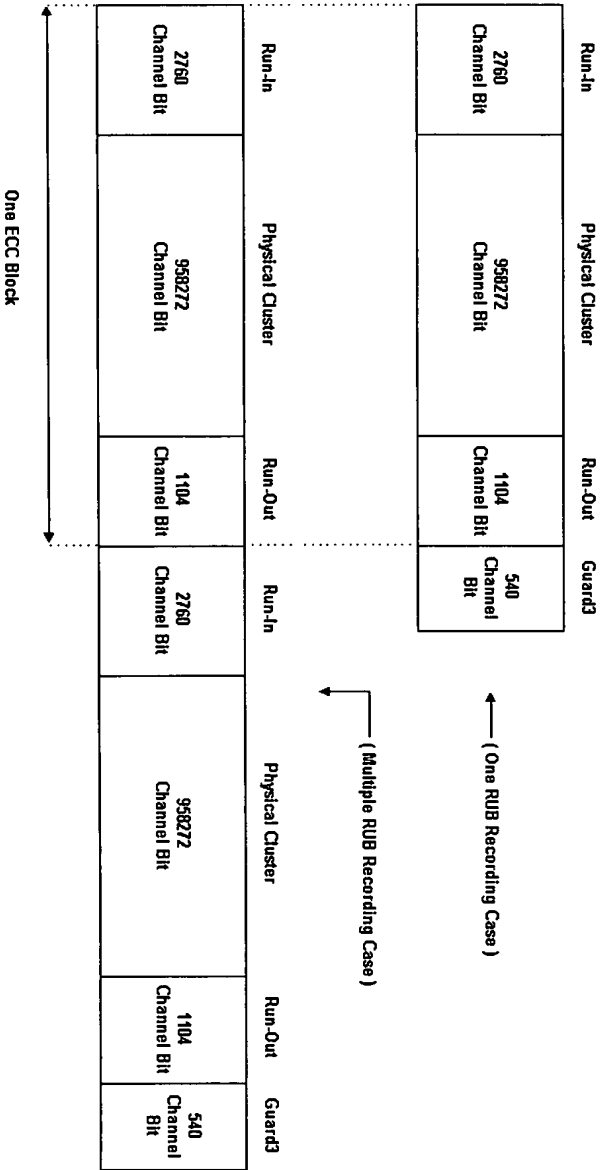 Run-In
Physical Cluster
Run-Out
Guard3
2760
Channel Bit
958272
Channel Bit
1104
Channel Bit
540
Channel
Bit
( One RUB Recording Case )
( Multiple RUB Recording Case )
Run-In
Physical Cluster
Run-Out
Run-In
Physical Cluster
Run-Out
Guard3
2760
Channel Bit
958272
Channel Bit
1104
Channel Bit
2760
Channel Bit
958272
Channel Bit
1104
Channel Bit
540
Channel
Bit
One ECC Block